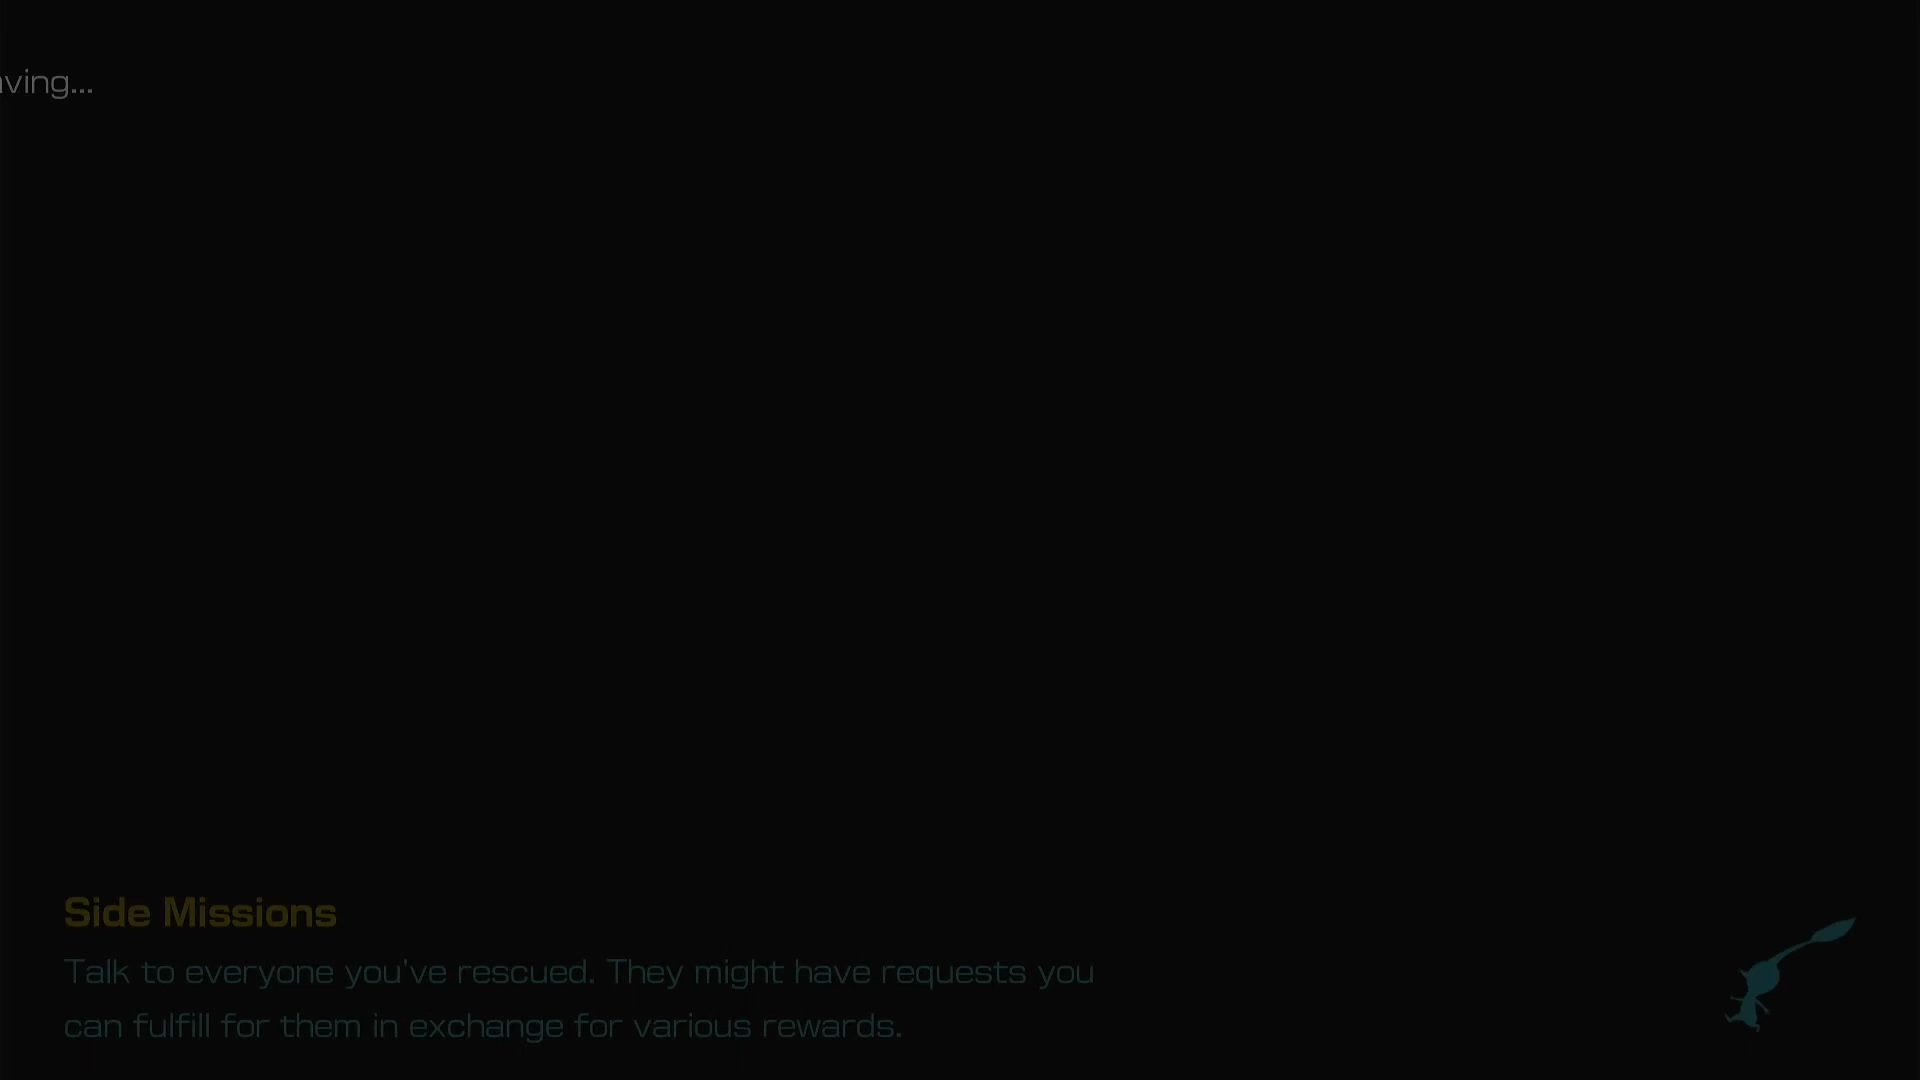 aving...
Side Missions
Talk to everyone you've rescued. They might have requests you
can fulfill for them in exchange for various rewards.